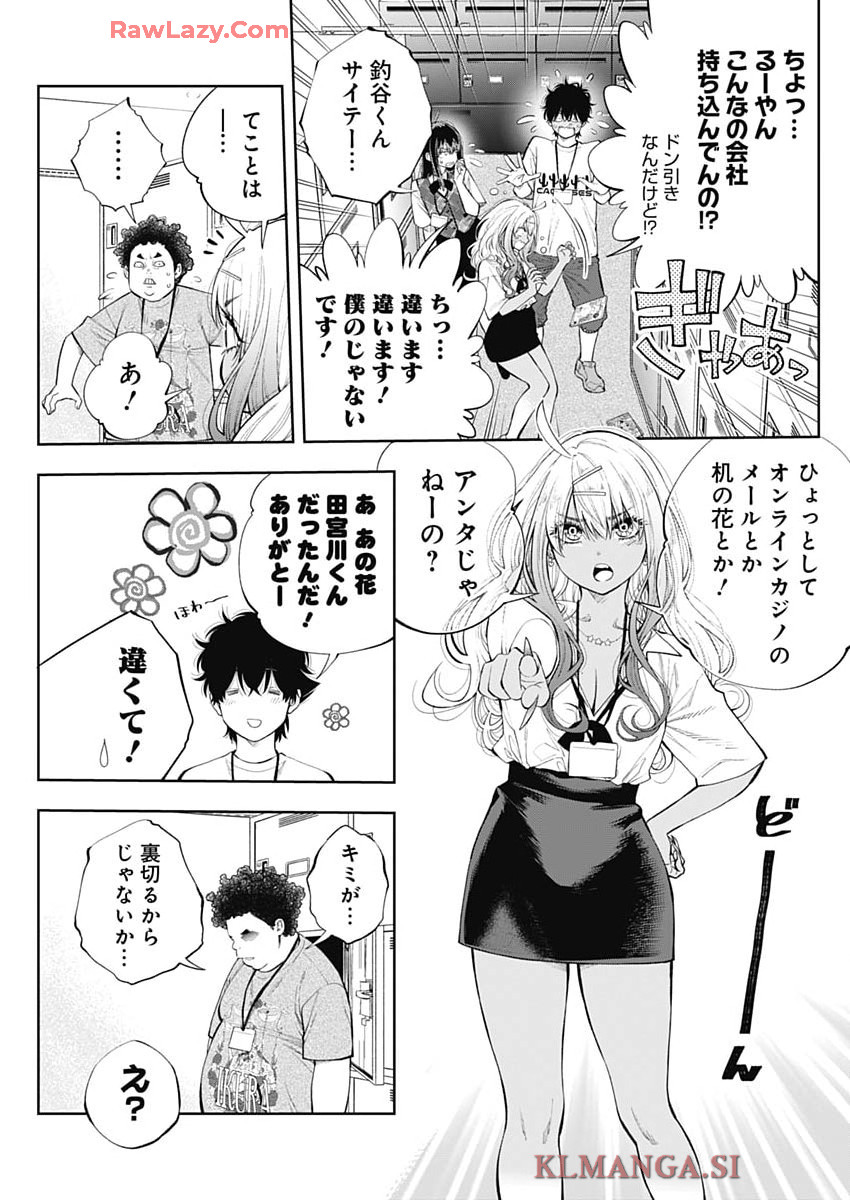 RawLazy.Com
ちょっ…
るーやん
こんなの会社
持ち込んでんの!?
ドン引き
なんだけど!?
釣谷くん
サイテー…
ぎゃあぁっ
ちっ…
違います
違います！
僕のじゃない
です！
てことは
ー…
……
あ！
ひょっとして
オンラインカジノの
メールとか
机の花とか！
アンタじゃ
ねーの？
ビーん
あ あの花
田宮川くん
だったんだ！
ありがとー
ほわ～
違くて！
キミが…
裏切るから
じゃないか…
え？
KLMANGA.SI